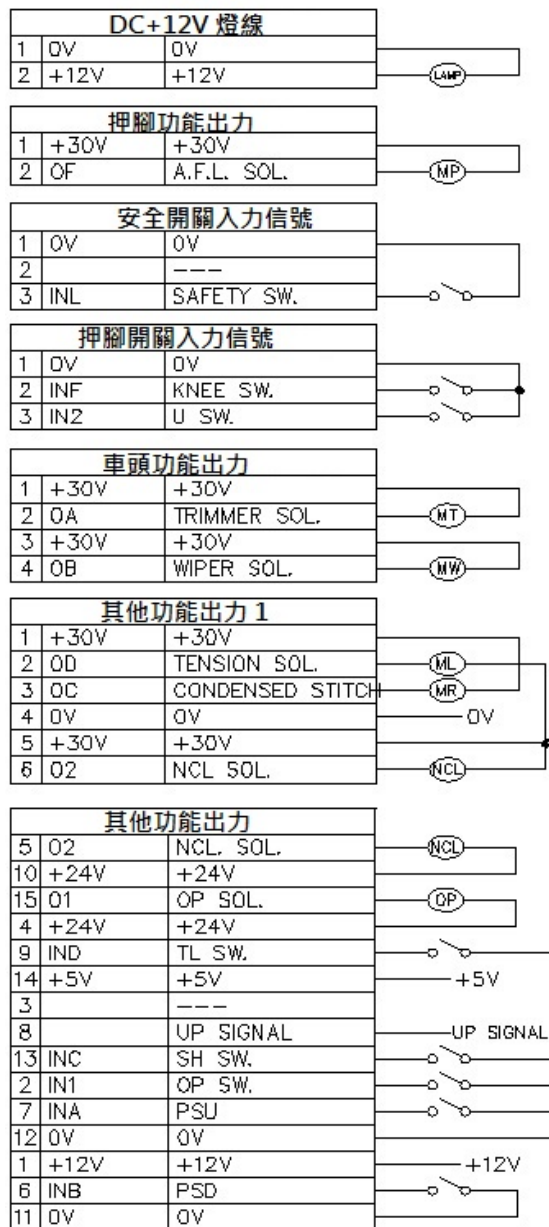 DC+12V 燈線
1 0V 0V
2 +12V +12V LAMP
押腳功能出力
1 +30V +30V
2 OF A.F.L. SOL. MP
安全開關入力信號
1 0V 0V
2 ---
3 INL SAFETY SW.
押腳開關入力信號
1 0V 0V
2 INF KNEE SW.
3 IN2 U SW.
車頭功能出力
1 +30V +30V
2 OA TRIMMER SOL. MT
3 +30V +30V
4 OB WIPER SOL. MW
其他功能出力 1
1 +30V +30V
2 OD TENSION SOL. ML
3 OC CONDENSED STITCH MR
4 0V 0V 0V
5 +30V +30V
6 O2 NCL SOL. NCL
其他功能出力
5 O2 NCL. SOL. NCL
10 +24V +24V
15 O1 OP SOL. OP
4 +24V +24V
9 IND TL SW.
14 +5V +5V +5V
3 ---
8 UP SIGNAL UP SIGNAL
13 INC SH SW.
2 IN1 OP SW.
7 INA PSU
12 0V 0V
1 +12V +12V +12V
6 INB PSD
11 0V 0V